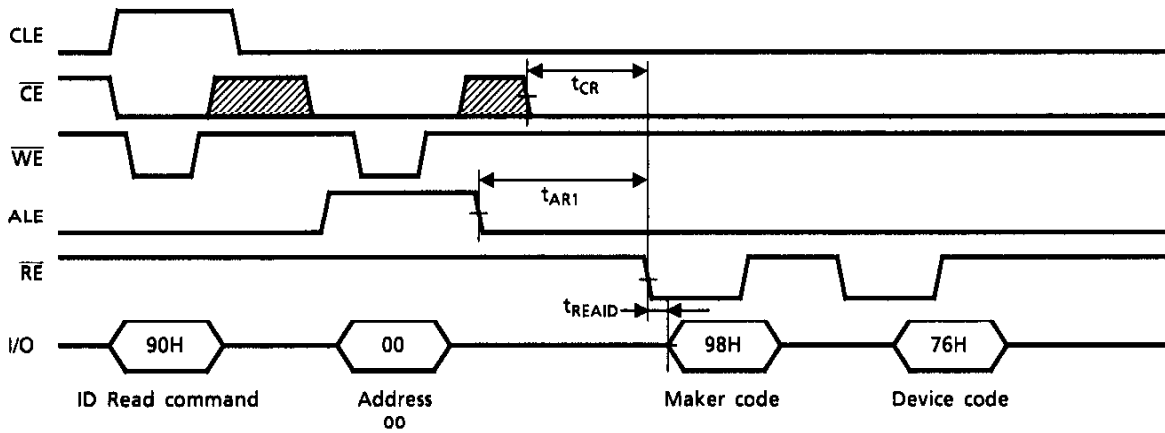 CLE
CE
tCR
WE
tAR1
ALE
RE
tREAID
I/O 90H 00 98H 76H
ID Read command Address Maker code Device code
00